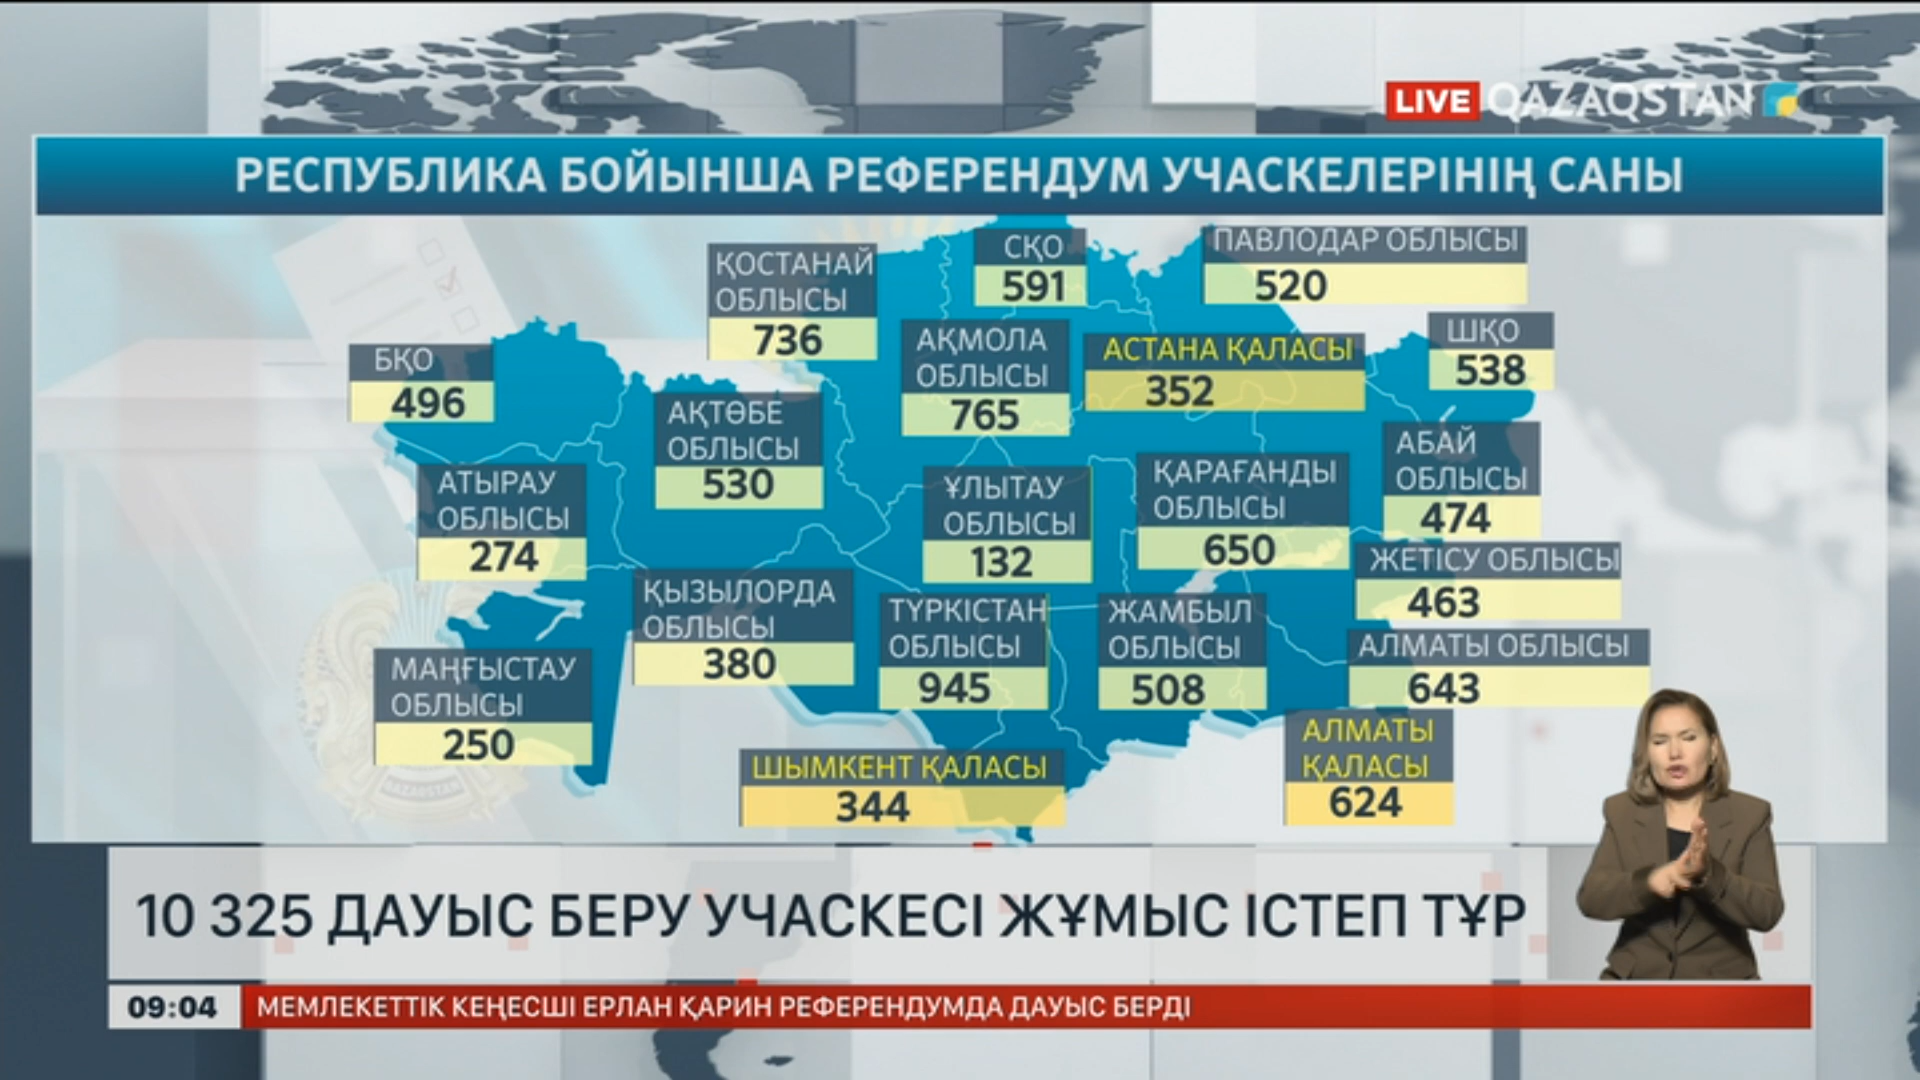 LIVE QAZAQSTAN
РЕСПУБЛИКА БОЙЫНША РЕФЕРЕНДУМ УЧАСКЕЛЕРІНІҢ САНЫ
ҚОСТАНАЙ
ОБЛЫСЫ
736
СҚО
591
ПАВЛОДАР ОБЛЫСЫ
520
БҚО
496
АҚТӨБЕ
ОБЛЫСЫ
530
АҚМОЛА
ОБЛЫСЫ
765
АСТАНА ҚАЛАСЫ
352
ШҚО
538
АТЫРАУ
ОБЛЫСЫ
274
ҰЛЫТАУ
ОБЛЫСЫ
132
ҚАРАҒАНДЫ
ОБЛЫСЫ
650
АБАЙ
ОБЛЫСЫ
474
ЖЕТІСУ ОБЛЫСЫ
463
МАҢҒЫСТАУ
ОБЛЫСЫ
250
ҚЫЗЫЛОРДА
ОБЛЫСЫ
380
ТҮРКІСТАН
ОБЛЫСЫ
945
ЖАМБЫЛ
ОБЛЫСЫ
508
АЛМАТЫ ОБЛЫСЫ
643
ШЫМКЕНТ ҚАЛАСЫ
344
АЛМАТЫ
ҚАЛАСЫ
624
QAZAQSTAN
10 325 ДАУЫС БЕРУ УЧАСКЕСІ ЖҰМЫС ІСТЕП ТҰР
09:04 МЕМЛЕКЕТТІК КЕҢЕСШІ ЕРЛАН ҚАРИН РЕФЕРЕНДУМДА ДАУЫС БЕРДІ